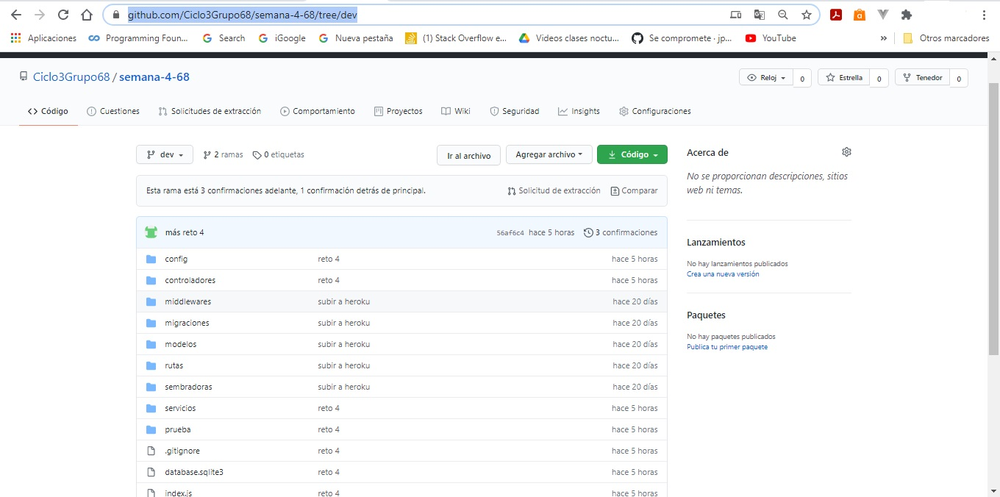 github.com/Ciclo3Grupo68/semana-4-68/tree/dev
Aplicaciones Programming Foun... Search iGoogle Nueva pestaña (1) Stack Overflow e... Videos clases noctu... Se compromete · jp... YouTube » Otros marcadores
Ciclo3Grupo68 / semana-4-68 Reloj 0 Estrella 0 Tenedor 0
Código Cuestiones Solicitudes de extracción Comportamiento Proyectos Wiki Seguridad Insights Configuraciones
dev 2 ramas 0 etiquetas Ir al archivo Agregar archivo Código Acerca de
Esta rama está 3 confirmaciones adelante, 1 confirmación detrás de principal. Solicitud de extracción Comparar
No se proporcionan descripciones, sitios
web ni temas.
más reto 4 56af6c4 hace 5 horas 3 confirmaciones
Lanzamientos
No hay lanzamientos publicados
Crea una nueva versión
config reto 4 hace 5 horas
controladores reto 4 hace 5 horas
middlewares subir a heroku hace 20 días
migraciones subir a heroku hace 20 días
Paquetes
No hay paquetes publicados
Publica tu primer paquete
modelos subir a heroku hace 20 días
rutas subir a heroku hace 20 días
sembradoras subir a heroku hace 20 días
servicios reto 4 hace 5 horas
prueba reto 4 hace 5 horas
.gitignore reto 4 hace 5 horas
database.sqlite3 reto 4 hace 5 horas
index.js reto 4 hace 5 horas